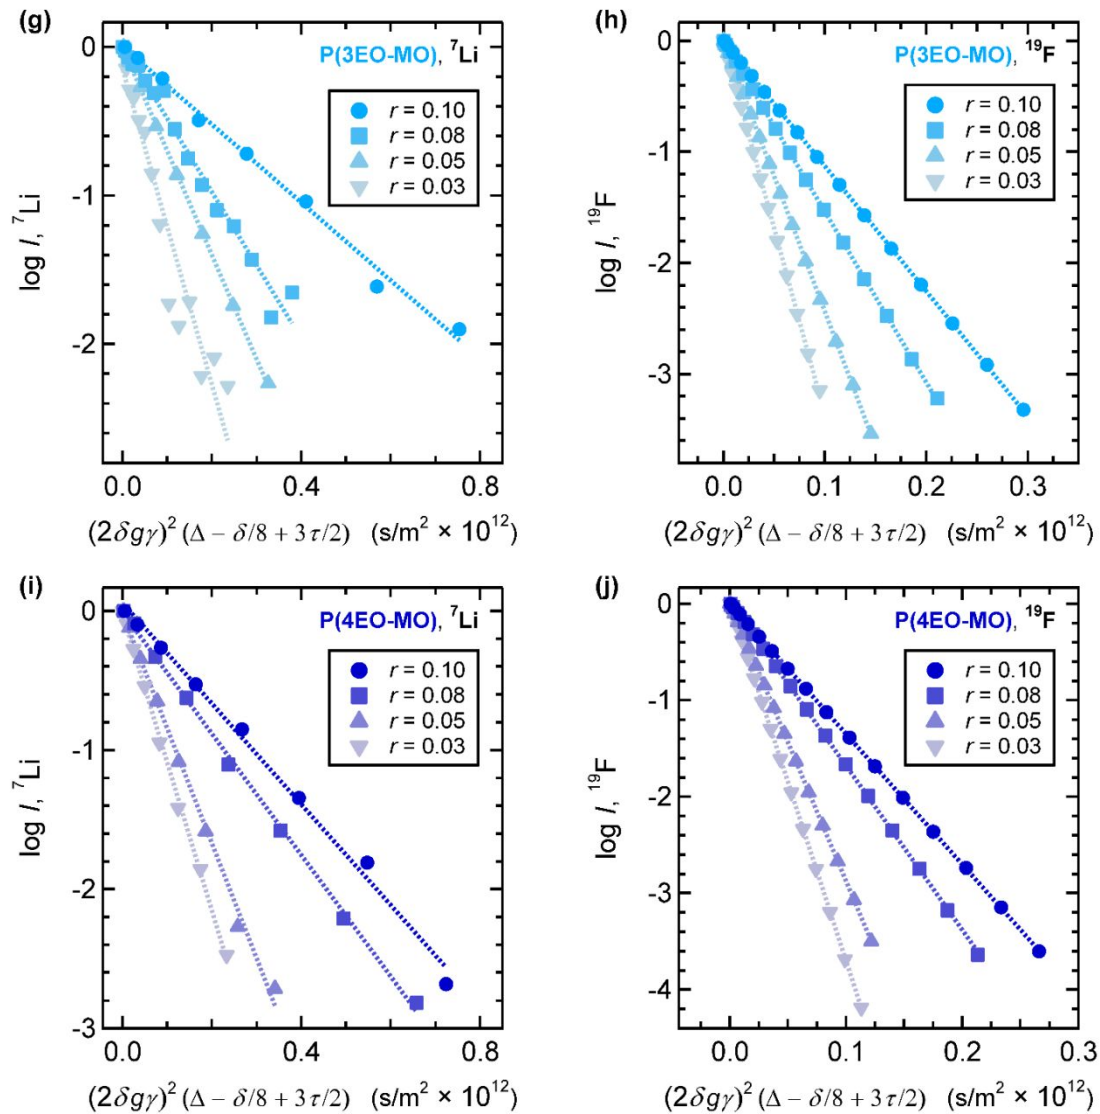 (g)
P(3EO-MO), ⁷Li
r = 0.10
r = 0.08
r = 0.05
r = 0.03
log I, ⁷Li
0
-1
-2
0.0 0.4 0.8
(2δgγ)² (Δ − δ/8 + 3τ/2) (s/m² × 10¹²)
(h)
P(3EO-MO), ¹⁹F
r = 0.10
r = 0.08
r = 0.05
r = 0.03
log I, ¹⁹F
0
-1
-2
-3
0.0 0.1 0.2 0.3
(2δgγ)² (Δ − δ/8 + 3τ/2) (s/m² × 10¹²)
(i)
P(4EO-MO), ⁷Li
r = 0.10
r = 0.08
r = 0.05
r = 0.03
log I, ⁷Li
0
-1
-2
-3
0.0 0.4 0.8
(2δgγ)² (Δ − δ/8 + 3τ/2) (s/m² × 10¹²)
(j)
P(4EO-MO), ¹⁹F
r = 0.10
r = 0.08
r = 0.05
r = 0.03
log I, ¹⁹F
0
-1
-2
-3
-4
0.0 0.1 0.2 0.3
(2δgγ)² (Δ − δ/8 + 3τ/2) (s/m² × 10¹²)